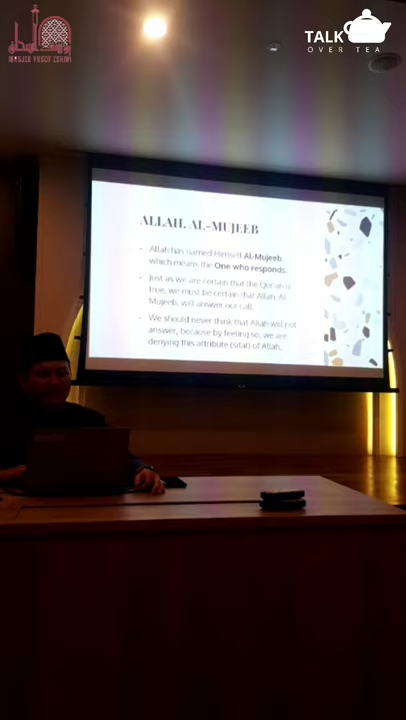 TALK
OVER TEA
MASJID YUSOF ISHAK
ALLAH, AL-MUJEEB
- Allah has named Himself Al-Mujeeb,
which means the One who responds.
- Just as we are certain that the Qur'an is
true, we must be certain that Allah, Al
Mujeeb, will answer our call.
- We should never think that Allah will not
answer, because by feeling so, we are
denying this attribute (sifat) of Allah.